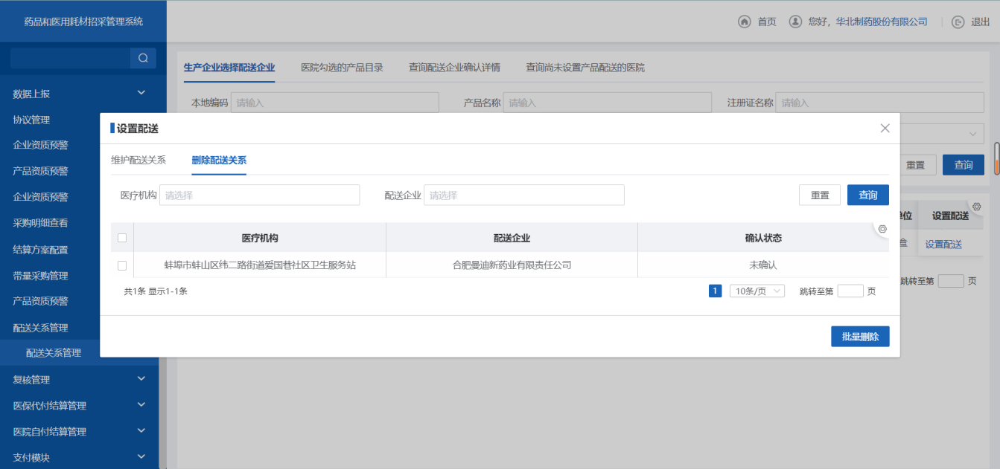 药品和医用耗材招采管理系统
首页
您好，华北制药股份有限公司
退出
生产企业选择配送企业
医院勾选的产品目录
查询配送企业确认详情
查询尚未设置产品配送的医院
数据上报
本地编码 请输入
产品名称 请输入
注册证名称 请输入
协议管理
企业资质预警
产品资质预警
企业资质预警
采购明细查看
结算方案配置
带量采购管理
产品资质预警
配送关系管理
配送关系管理
复核管理
医保代付结算管理
医院自付结算管理
支付模块
设置配送
维护配送关系
删除配送关系
医疗机构 请选择
配送企业 请选择
重置
查询
医疗机构
配送企业
确认状态
蚌埠市蚌山区纬二路街道爱国巷社区卫生服务站
合肥曼迪新药业有限责任公司
未确认
共1条 显示1-1条
1
10条/页
跳转至第 页
批量删除
重置
查询
位
设置配送
盒
设置配送
跳转至第 页